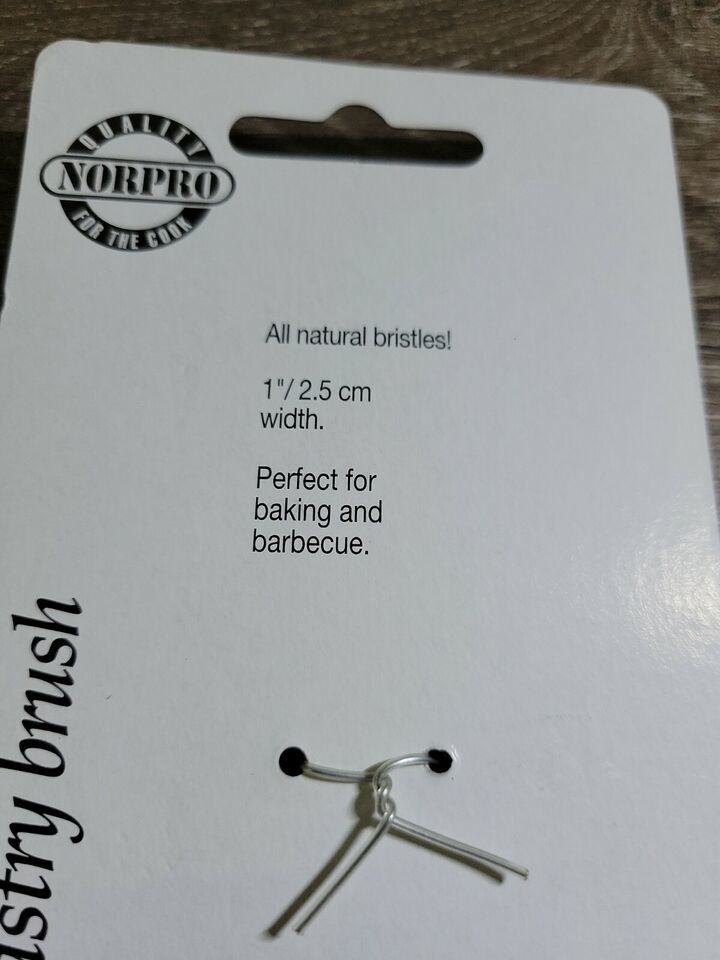 QUALITY
NORPRO
FOR THE COOK
All natural bristles!
1"/ 2.5 cm
width.
Perfect for
baking and
barbecue.
astry brush